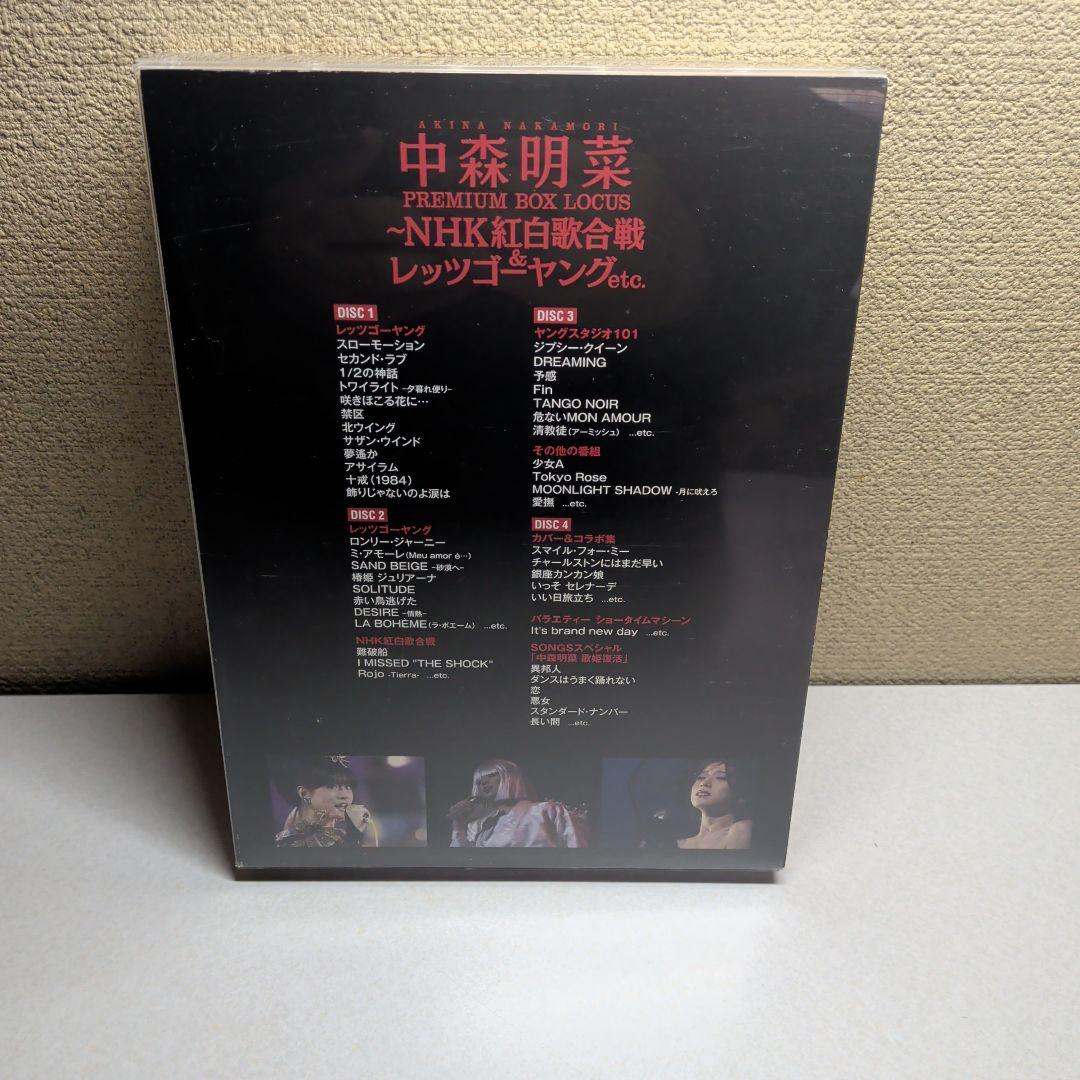 AKINA NAKAMORI
中森明菜
PREMIUM BOX LOCUS
~NHK紅白歌合戦
&
レッツゴーヤングetc.
DISC 1
レッツゴーヤング
スローモーション
セカンド・ラブ
1/2の神話
トワイライト -夕暮れ便り-
咲きほこる花に…
禁区
北ウイング
サザン・ウインド
夢遙か
アサイラム
十戒(1984)
飾りじゃないのよ涙は
DISC 2
レッツゴーヤング
ロンリー・ジャーニー
ミ・アモーレ(Meu amor é…)
SAND BEIGE -砂漠へ-
椿姫 ジュリアーナ
SOLITUDE
赤い鳥逃げた
DESIRE -情熱-
LA BOHÈME(ラ・ボエーム) ...etc.
NHK紅白歌合戦
難破船
I MISSED "THE SHOCK"
Rojo -Tierra- ...etc.
DISC 3
ヤングスタジオ101
ジプシー・クイーン
DREAMING
予感
Fin
TANGO NOIR
危ないMON AMOUR
清教徒(アーミッシュ) ...etc.
その他の番組
少女A
Tokyo Rose
MOONLIGHT SHADOW -月に吠えろ
愛撫 ...etc.
DISC 4
カバー&コラボ集
スマイル・フォー・ミー
チャールストンにはまだ早い
銀座カンカン娘
いっそ セレナーデ
いい日旅立ち ...etc.
バラエティー ショータイムマシーン
It's brand new day ...etc.
SONGSスペシャル
「中森明菜 歌姫復活」
異邦人
ダンスはうまく踊れない
恋
悪女
スタンダード・ナンバー
長い間 ...etc.